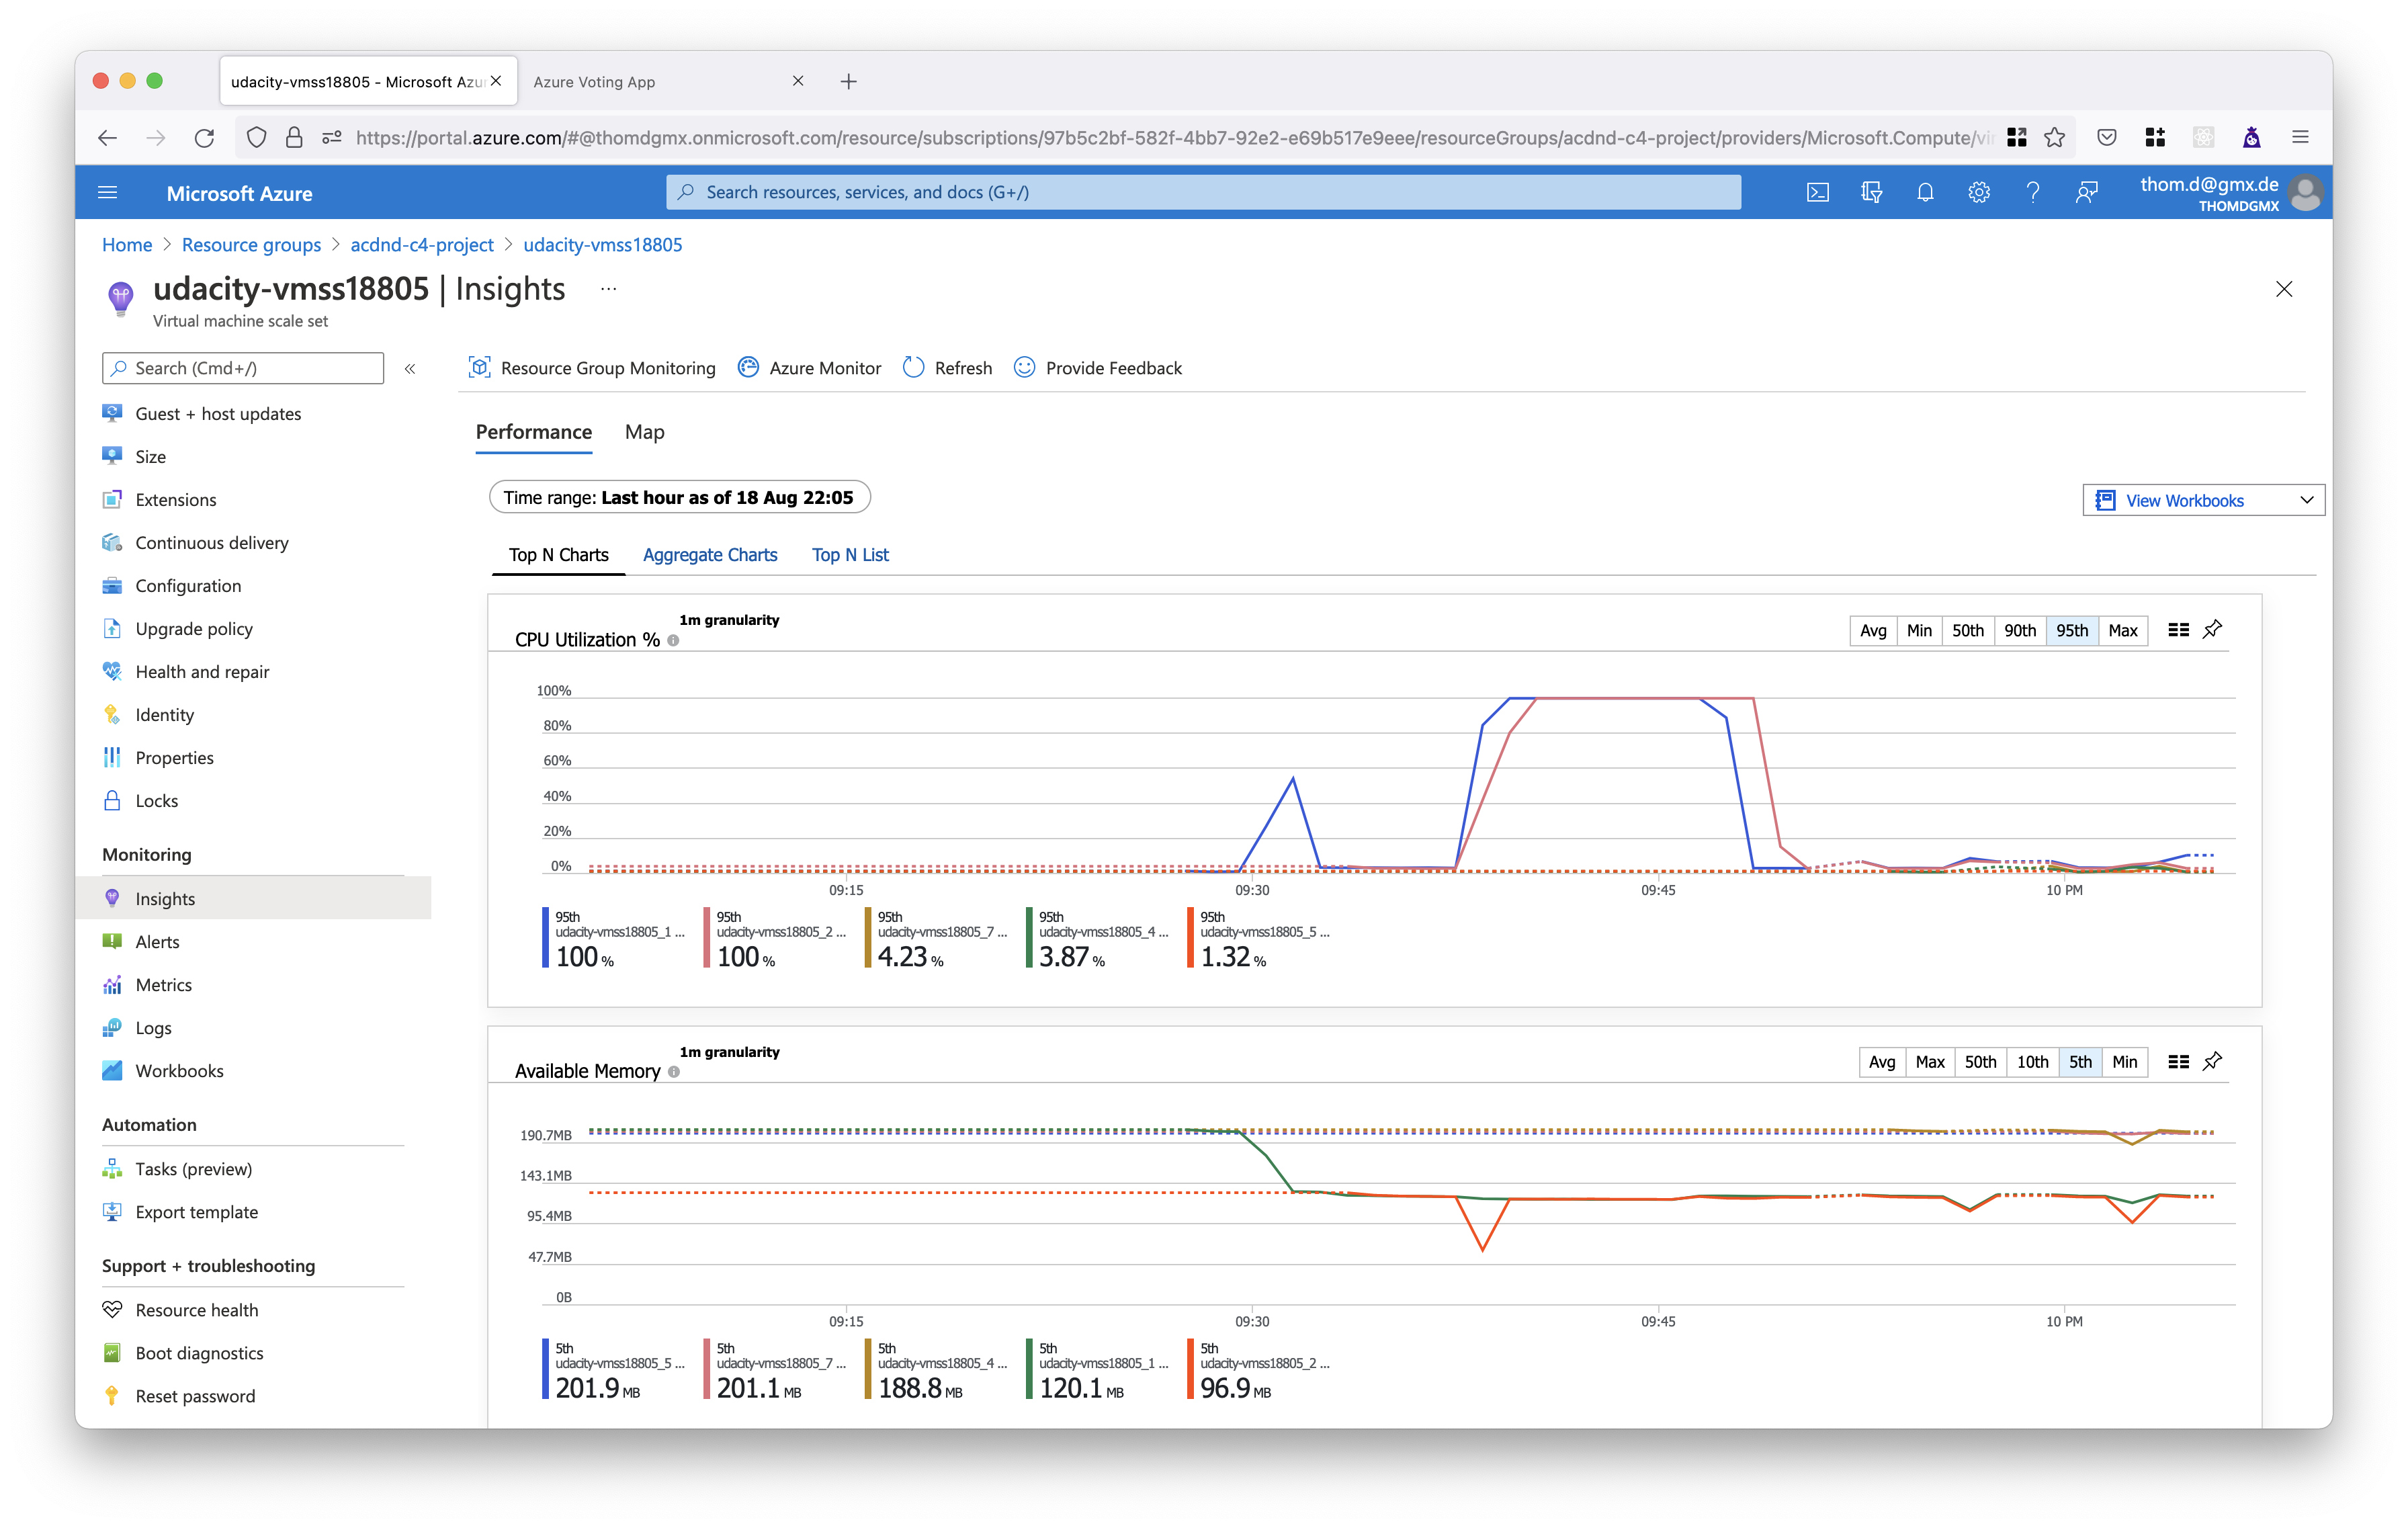 udacity-vmss18805 - Microsoft Azu
Azure Voting App
https://portal.azure.com/#@thomdgmx.onmicrosoft.com/resource/subscriptions/97b5c2bf-582f-4bb7-92e2-e69b517e9eee/resourceGroups/acdnd-c4-project/providers/Microsoft.Compute/vir
Microsoft Azure
Search resources, services, and docs (G+/)
thom.d@gmx.de
THOMDGMX
Home > Resource groups > acdnd-c4-project > udacity-vmss18805
udacity-vmss18805 | Insights ...
Virtual machine scale set
Search (Cmd+/)
«
Resource Group Monitoring
Azure Monitor
Refresh
Provide Feedback
Guest + host updates
Size
Extensions
Continuous delivery
Configuration
Upgrade policy
Health and repair
Identity
Properties
Locks
Monitoring
Insights
Alerts
Metrics
Logs
Workbooks
Automation
Tasks (preview)
Export template
Support + troubleshooting
Resource health
Boot diagnostics
Reset password
Performance
Map
Time range: Last hour as of 18 Aug 22:05
View Workbooks
Top N Charts
Aggregate Charts
Top N List
1m granularity
CPU Utilization %
Avg Min 50th 90th 95th Max
100%
80%
60%
40%
20%
0%
09:15 09:30 09:45 10 PM
95th 95th 95th 95th 95th
udacity-vmss18805_1 ... udacity-vmss18805_2 ... udacity-vmss18805_7 ... udacity-vmss18805_4 ... udacity-vmss18805_5 ...
100 % 100 % 4.23 % 3.87 % 1.32 %
1m granularity
Available Memory
Avg Max 50th 10th 5th Min
190.7MB
143.1MB
95.4MB
47.7MB
0B
09:15 09:30 09:45 10 PM
5th 5th 5th 5th 5th
udacity-vmss18805_5 ... udacity-vmss18805_7 ... udacity-vmss18805_4 ... udacity-vmss18805_1 ... udacity-vmss18805_2 ...
201.9 MB 201.1 MB 188.8 MB 120.1 MB 96.9 MB